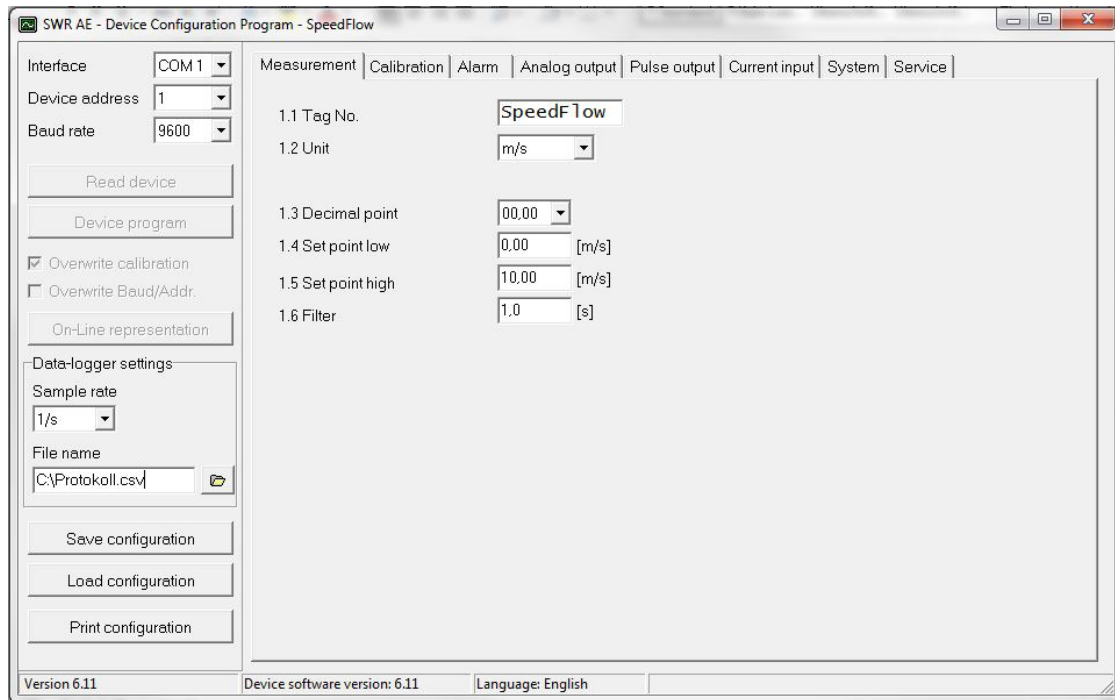 SWR AE - Device Configuration Program - SpeedFlow
Interface
COM 1
Device address
1
Baud rate
9600
Read device
Device program
Overwrite calibration
Overwrite Baud/Addr.
On-Line representation
Data-logger settings
Sample rate
1/s
File name
C:\Protokoll.csv
Save configuration
Load configuration
Print configuration
Measurement Calibration Alarm Analog output Pulse output Current input System Service
1.1 Tag No. SpeedFlow
1.2 Unit m/s
1.3 Decimal point 00,00
1.4 Set point low 0,00 [m/s]
1.5 Set point high 10,00 [m/s]
1.6 Filter 1,0 [s]
Version 6.11 Device software version: 6.11 Language: English